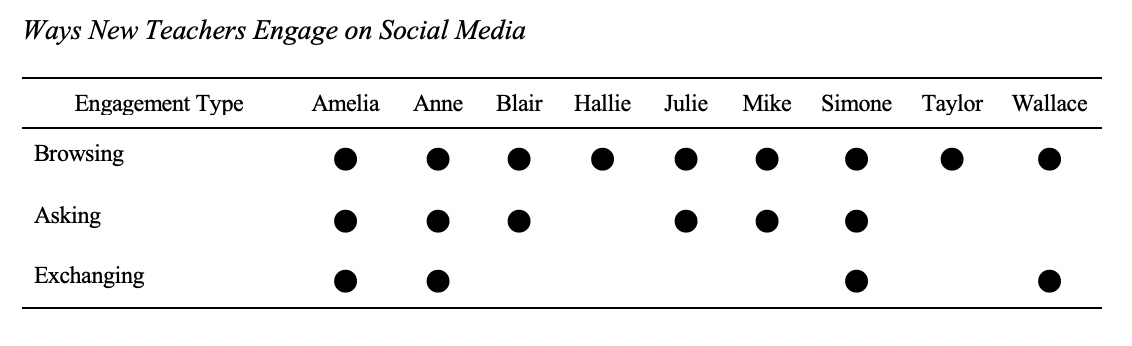 Ways New Teachers Engage on Social Media
Engagement Type Amelia Anne Blair Hallie Julie Mike Simone Taylor Wallace
Browsing ● ● ● ● ● ● ● ● ●
Asking ● ● ● ● ● ●
Exchanging ● ● ● ●